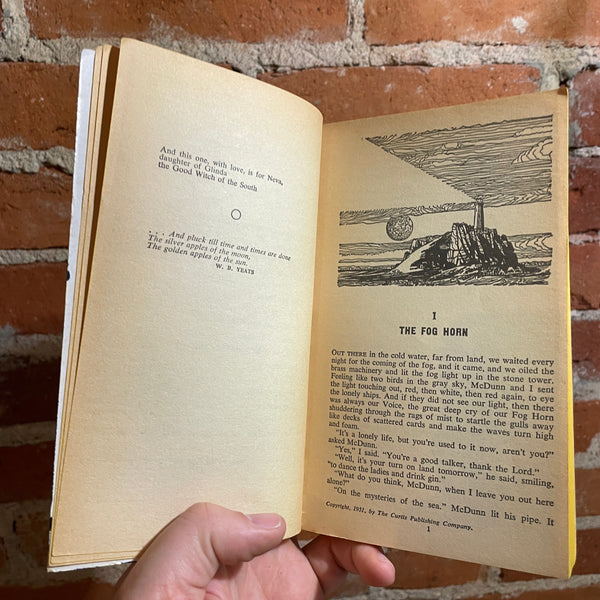 And this one, with love, is for Neva,
daughter of Glinda
the Good Witch of the South
. . . And pluck till time and times are done
The silver apples of the moon,
The golden apples of the sun.
W. B. YEATS
I
THE FOG HORN
OUT THERE in the cold water, far from land, we waited every
night for the coming of the fog, and it came, and we oiled the
brass machinery and lit the fog light up in the stone tower.
Feeling like two birds in the gray sky, McDunn and I sent
the light touching out, red, then white, then red again, to eye
the lonely ships. And if they did not see our light, then there
was always our Voice, the great deep cry of our Fog Horn
shuddering through the rags of mist to startle the gulls away
like decks of scattered cards and make the waves turn high
and foam.
"It's a lonely life, but you're used to it now, aren't you?"
asked McDunn.
"Yes," I said. "You're a good talker, thank the Lord."
"Well, it's your turn on land tomorrow," he said, smiling,
"to dance the ladies and drink gin."
"What do you think, McDunn, when I leave you out here
alone?"
"On the mysteries of the sea." McDunn lit his pipe. It
Copyright, 1951, by The Curtis Publishing Company.
1